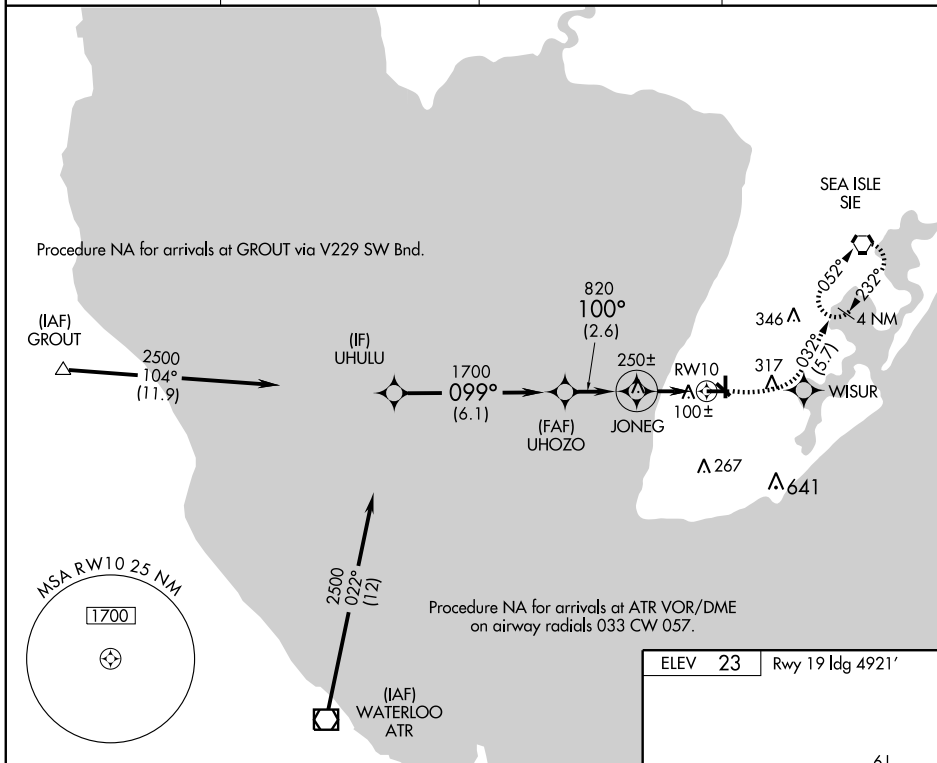 SEA ISLE
SIE
Procedure NA for arrivals at GROUT via V229 SW Bnd.
052°
232°
820
100°
(2.6)
346
4 NM
(IAF)
GROUT
(IF)
UHULU
2500
104°
(11.9)
1700
099°
(6.1)
250±
RW10
317
032°
(5.7)
WISUR
100±
(FAF)
UHOZO
JONEG
267
641
MSA RW10 25 NM
1700
2500
022°
(12)
Procedure NA for arrivals at ATR VOR/DME
on airway radials 033 CW 057.
(IAF)
WATERLOO
ATR
ELEV 23
Rwy 19 ldg 4921'